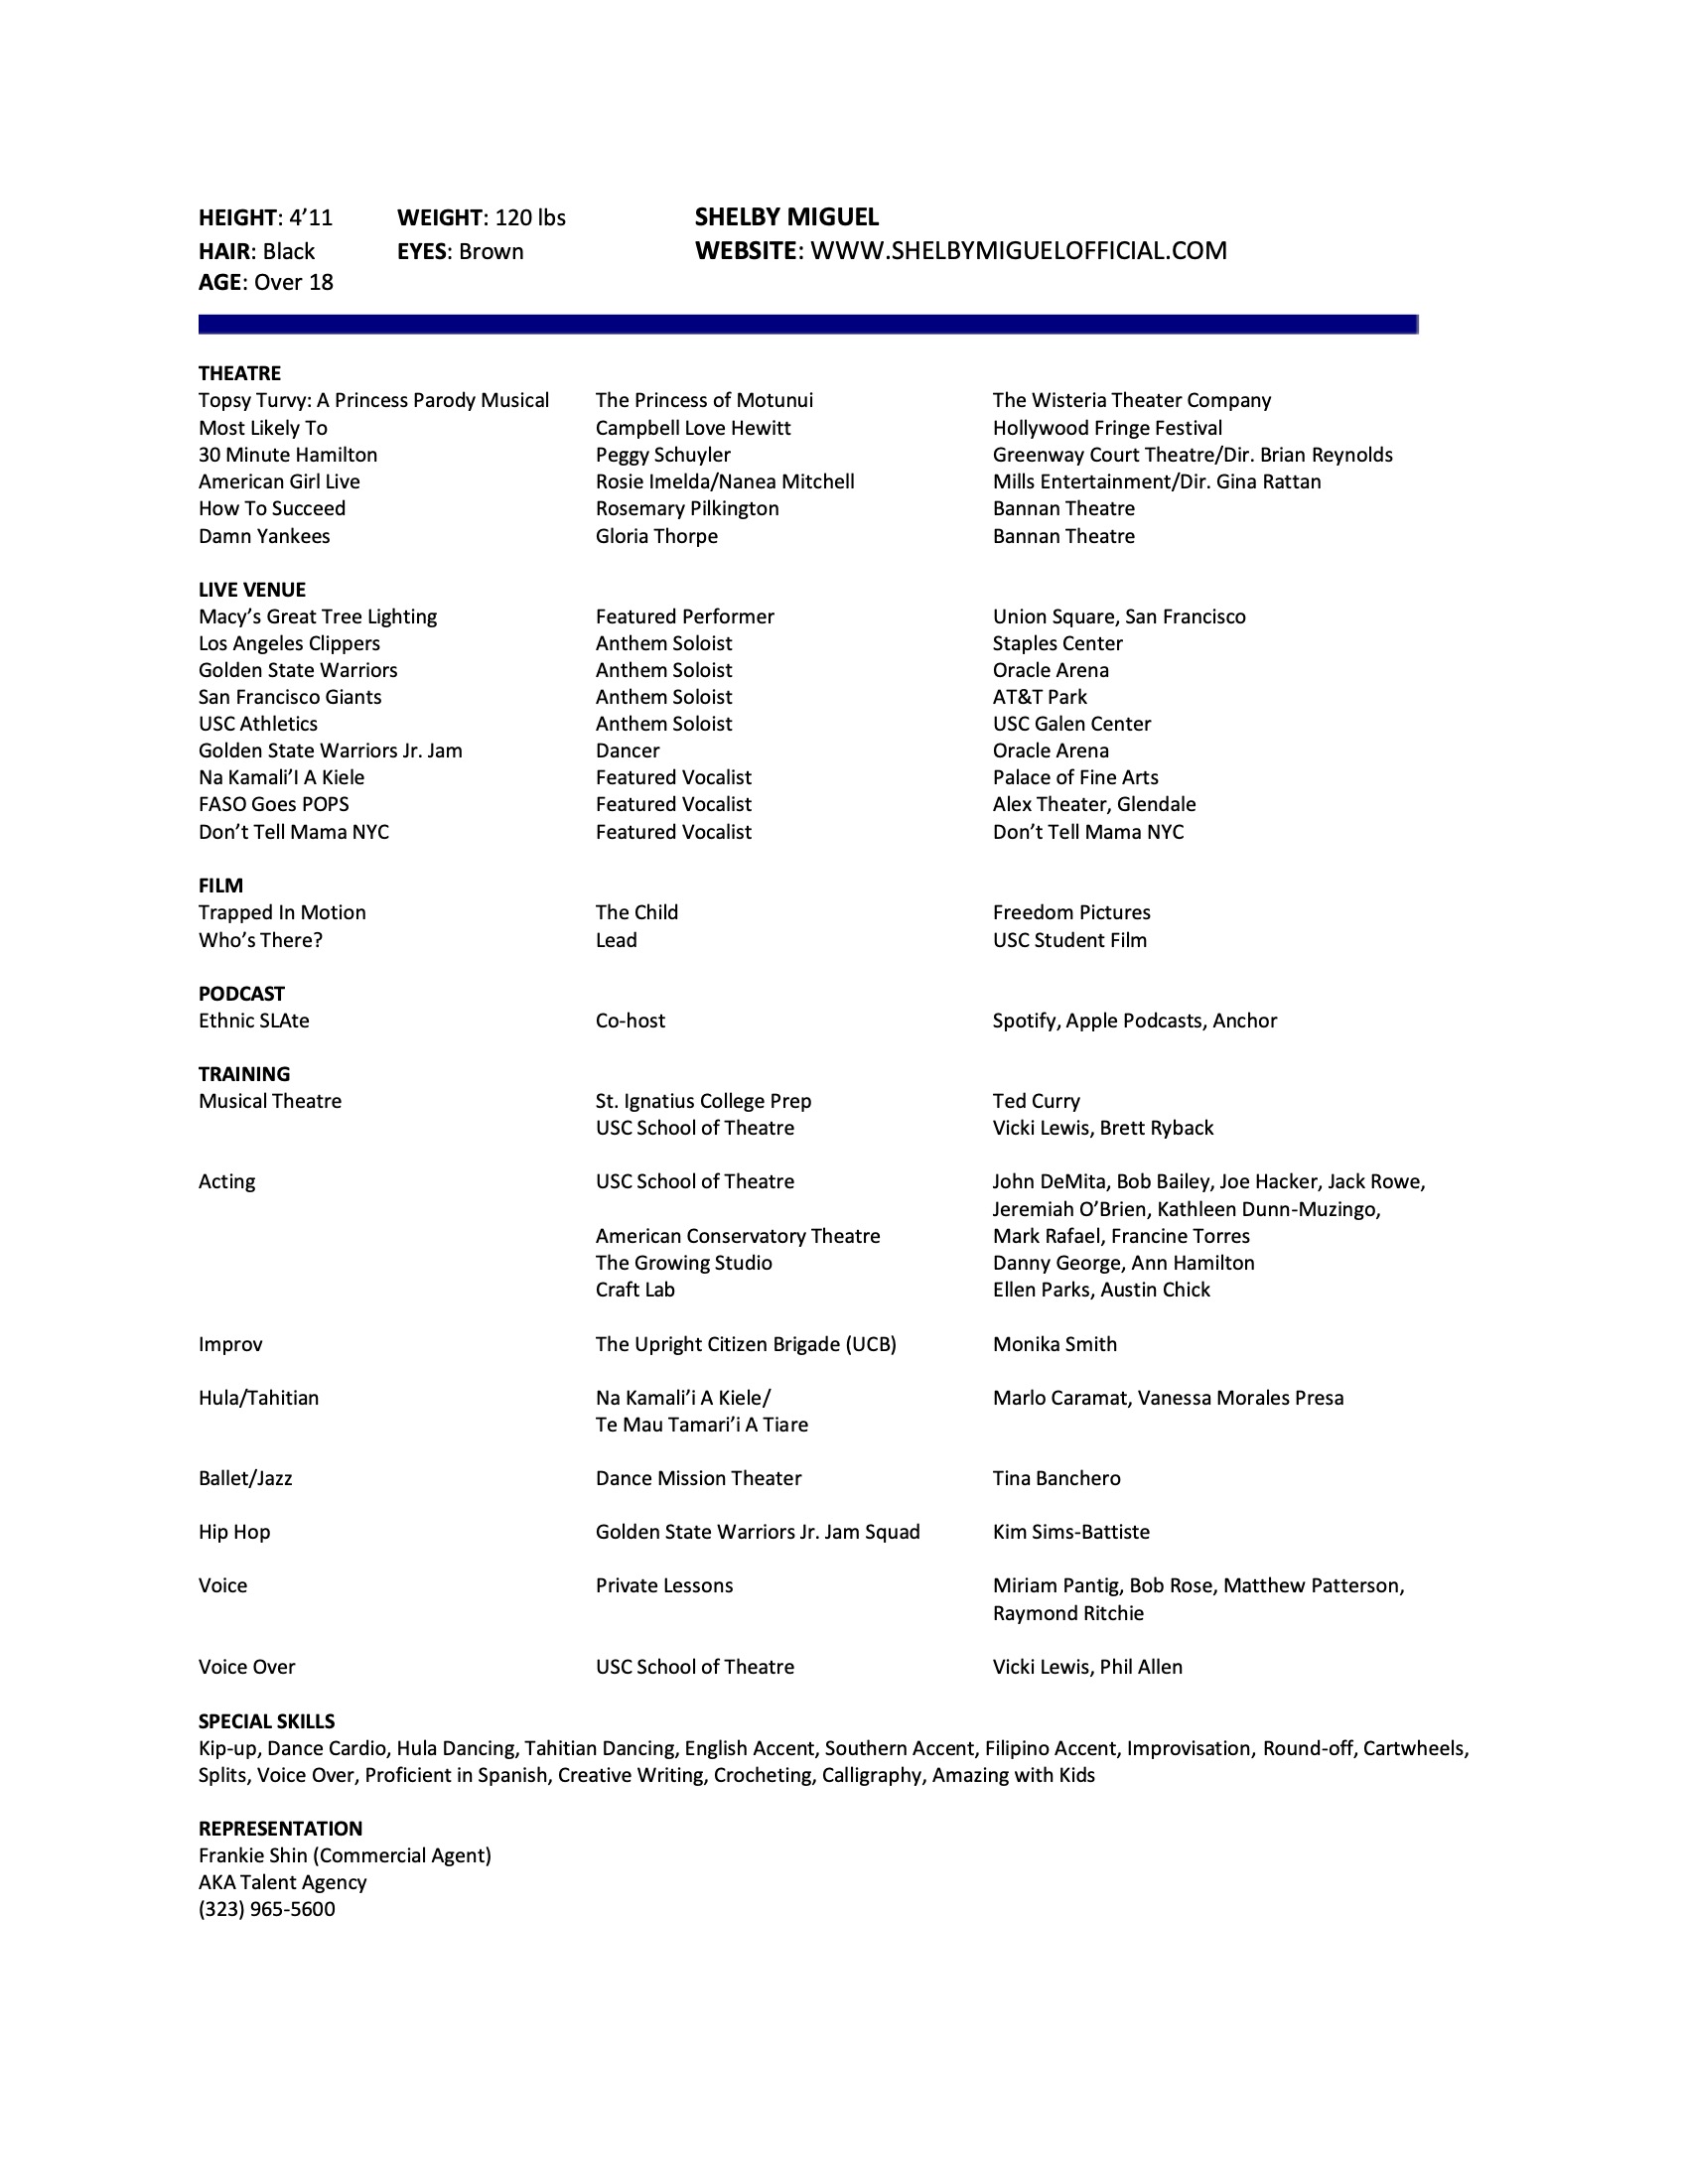 HEIGHT: 4’11 WEIGHT: 120 lbs SHELBY MIGUEL
HAIR: Black EYES: Brown WEBSITE: WWW.SHELBYMIGUELOFFICIAL.COM
AGE: Over 18
THEATRE
Topsy Turvy: A Princess Parody Musical The Princess of Motunui The Wisteria Theater Company
Most Likely To Campbell Love Hewitt Hollywood Fringe Festival
30 Minute Hamilton Peggy Schuyler Greenway Court Theatre/Dir. Brian Reynolds
American Girl Live Rosie Imelda/Nanea Mitchell Mills Entertainment/Dir. Gina Rattan
How To Succeed Rosemary Pilkington Bannan Theatre
Damn Yankees Gloria Thorpe Bannan Theatre
LIVE VENUE
Macy’s Great Tree Lighting Featured Performer Union Square, San Francisco
Los Angeles Clippers Anthem Soloist Staples Center
Golden State Warriors Anthem Soloist Oracle Arena
San Francisco Giants Anthem Soloist AT&T Park
USC Athletics Anthem Soloist USC Galen Center
Golden State Warriors Jr. Jam Dancer Oracle Arena
Na Kamali’I A Kiele Featured Vocalist Palace of Fine Arts
FASO Goes POPS Featured Vocalist Alex Theater, Glendale
Don’t Tell Mama NYC Featured Vocalist Don’t Tell Mama NYC
FILM
Trapped In Motion The Child Freedom Pictures
Who’s There? Lead USC Student Film
PODCAST
Ethnic SLAte Co-host Spotify, Apple Podcasts, Anchor
TRAINING
Musical Theatre St. Ignatius College Prep Ted Curry
USC School of Theatre Vicki Lewis, Brett Ryback
Acting USC School of Theatre John DeMita, Bob Bailey, Joe Hacker, Jack Rowe,
Jeremiah O’Brien, Kathleen Dunn-Muzingo,
American Conservatory Theatre Mark Rafael, Francine Torres
The Growing Studio Danny George, Ann Hamilton
Craft Lab Ellen Parks, Austin Chick
Improv The Upright Citizen Brigade (UCB) Monika Smith
Hula/Tahitian Na Kamali’i A Kiele/ Marlo Caramat, Vanessa Morales Presa
Te Mau Tamari’i A Tiare
Ballet/Jazz Dance Mission Theater Tina Banchero
Hip Hop Golden State Warriors Jr. Jam Squad Kim Sims-Battiste
Voice Private Lessons Miriam Pantig, Bob Rose, Matthew Patterson,
Raymond Ritchie
Voice Over USC School of Theatre Vicki Lewis, Phil Allen
SPECIAL SKILLS
Kip-up, Dance Cardio, Hula Dancing, Tahitian Dancing, English Accent, Southern Accent, Filipino Accent, Improvisation, Round-off, Cartwheels,
Splits, Voice Over, Proficient in Spanish, Creative Writing, Crocheting, Calligraphy, Amazing with Kids
REPRESENTATION
Frankie Shin (Commercial Agent)
AKA Talent Agency
(323) 965-5600